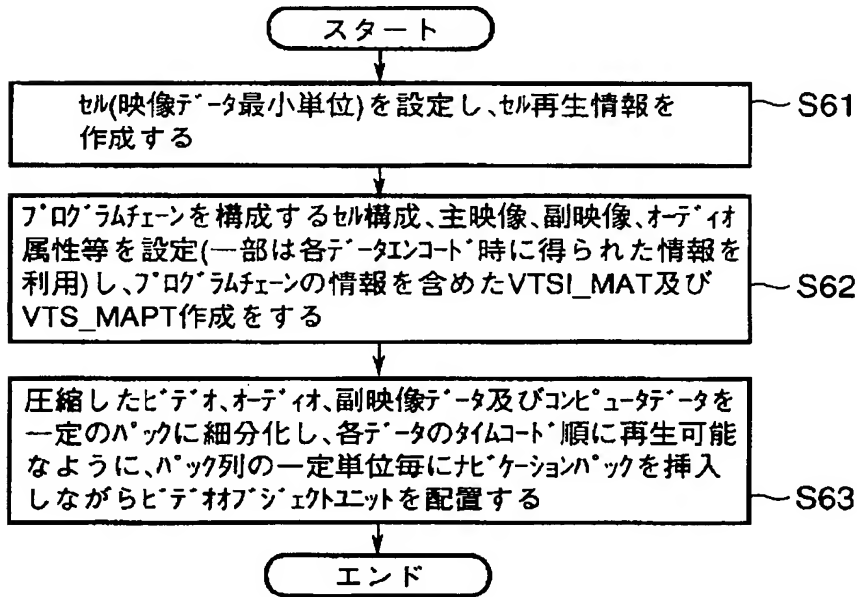 スタート
セル(映像データ最小単位)を設定し、セル再生情報を
作成する
S61
プログラムチェーンを構成するセル構成、主映像、副映像、オーディオ
属性等を設定(一部は各データエンコード時に得られた情報を
利用)し、プログラムチェーンの情報を含めたVTSI_MAT及び
VTS_MAPT作成をする
S62
圧縮したビデオ、オーディオ、副映像データ及びコンピュータデータを
一定のパックに細分化し、各データのタイムコード順に再生可能
なように、パック列の一定単位毎にナビケーションパックを挿入
しながらビデオオブジェクトユニットを配置する
S63
エンド